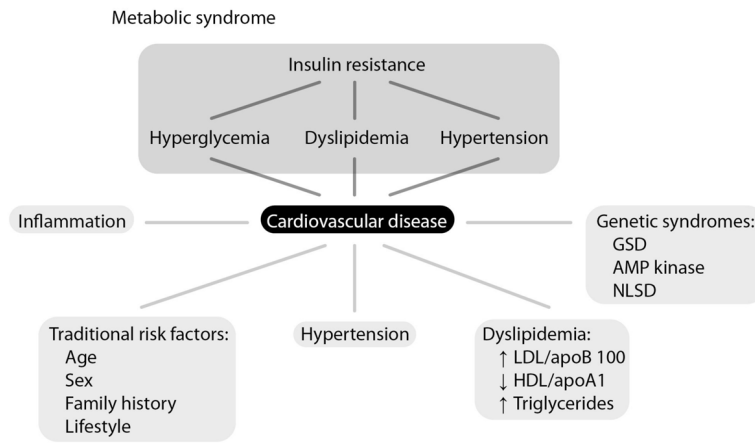 Metabolic syndrome
Insulin resistance
Hyperglycemia Dyslipidemia Hypertension
Inflammation
Cardiovascular disease
Genetic syndromes:
GSD
AMP kinase
NLSD
Traditional risk factors:
Age
Sex
Family history
Lifestyle
Hypertension
Dyslipidemia:
↑ LDL/apoB 100
↓ HDL/apoA1
↑ Triglycerides